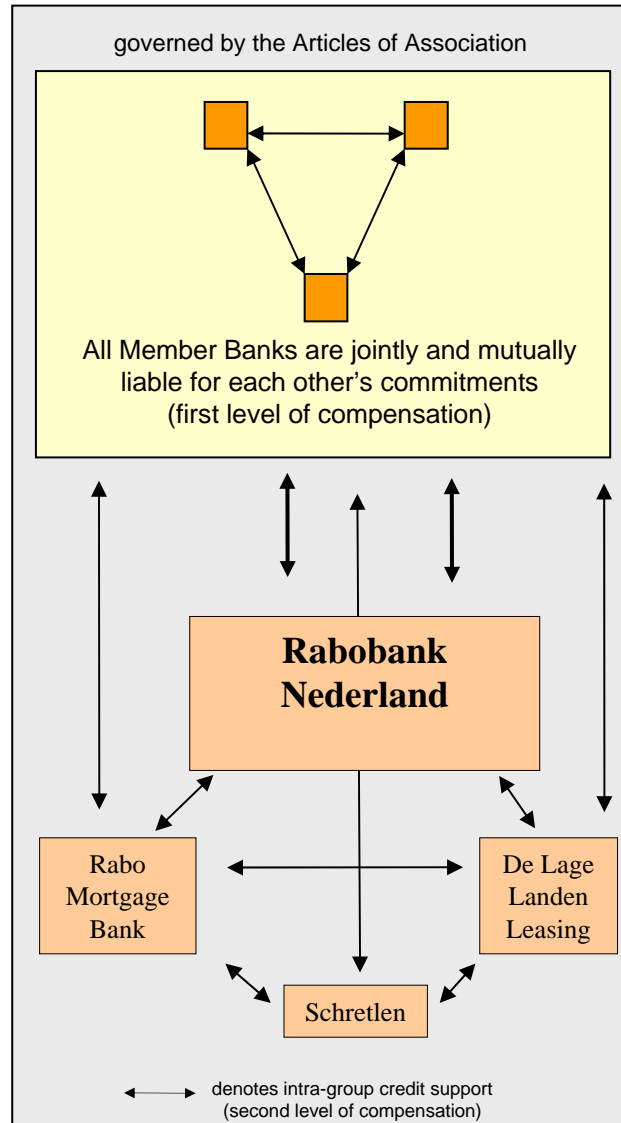 governed by the Articles of Association
All Member Banks are jointly and mutually
liable for each other's commitments
(first level of compensation)
Rabobank
Nederland
Rabo
Mortgage
Bank
De Lage
Landen
Leasing
Schretlen
denotes intra-group credit support
(second level of compensation)